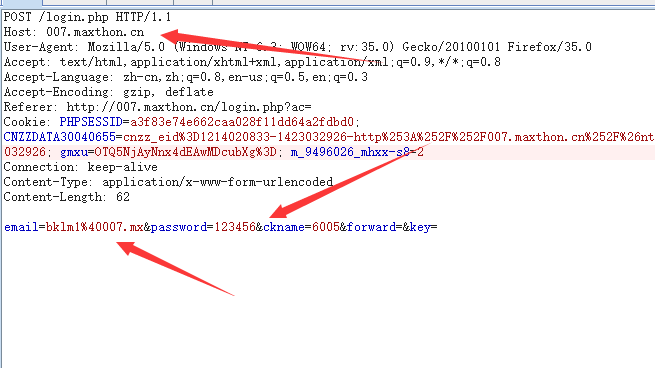 POST /login.php HTTP/1.1
Host: 007.maxthon.cn
User-Agent: Mozilla/5.0 (Windows NT 6.3; WOW64; rv:35.0) Gecko/20100101 Firefox/35.0
Accept: text/html,application/xhtml+xml,application/xml;q=0.9,*/*;q=0.8
Accept-Language: zh-cn,zh;q=0.8,en-us;q=0.5,en;q=0.3
Accept-Encoding: gzip, deflate
Referer: http://007.maxthon.cn/login.php?ac=
Cookie: PHPSESSID=a3f83e74e662caa028f11dd64a2fdbd0;
CNZZDATA30040655=cnzz_eid%3D1214020833-1423032926-http%253A%252F%252F007.maxthon.cn%252F%26nt
032926; gmxu=OTQ5NjAyNnx4dEAwMDcubXg%3D; m_9496026_mhxx-s8=2
Connection: keep-alive
Content-Type: application/x-www-form-urlencoded
Content-Length: 62
email=bklm1%40007.mx&password=123456&ckname=6005&forward=&key=